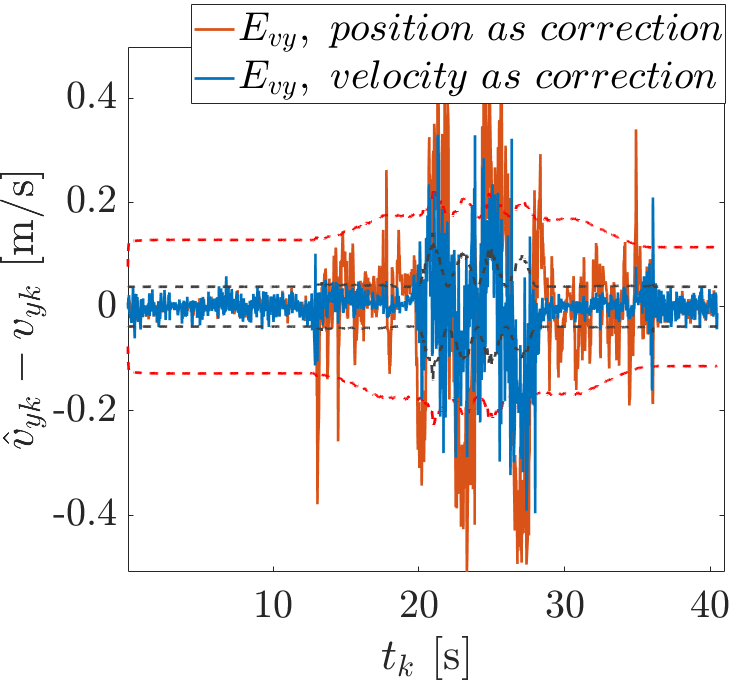 E_{vy}, position as correction
E_{vy}, velocity as correction
0.4
0.2
0
-0.2
-0.4
v̂_{yk} − v_{yk} [m/s]
10 20 30 40
t_k [s]